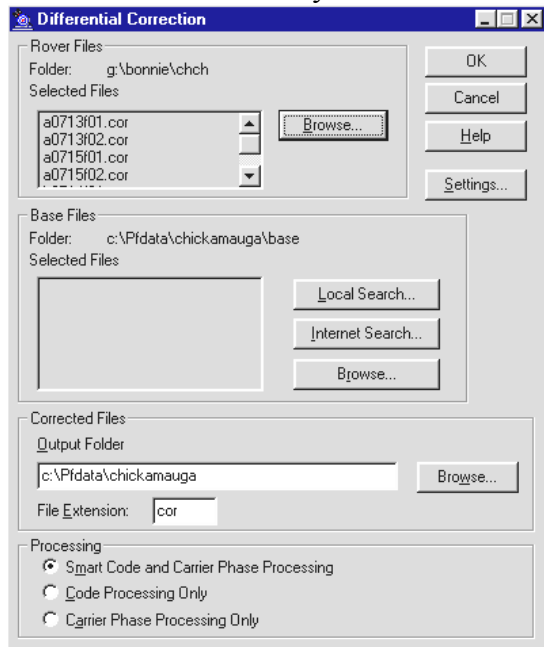 Differential Correction
Rover Files
Folder: g:\bonnie\chch
Selected Files
a0713f01.cor
a0713f02.cor
a0715f01.cor
a0715f02.cor
Browse...
OK
Cancel
Help
Settings...
Base Files
Folder: c:\Pfdata\chickamauga\base
Selected Files
Local Search...
Internet Search...
Browse...
Corrected Files
Output Folder
c:\Pfdata\chickamauga
Browse...
File Extension: cor
Processing
Smart Code and Carrier Phase Processing
Code Processing Only
Carrier Phase Processing Only